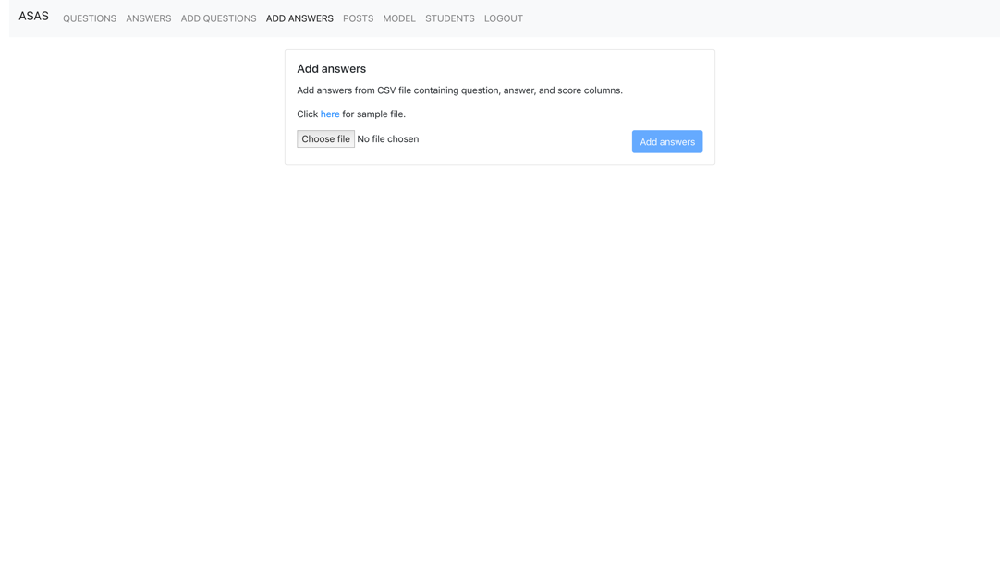 ASAS QUESTIONS ANSWERS ADD QUESTIONS ADD ANSWERS POSTS MODEL STUDENTS LOGOUT
Add answers
Add answers from CSV file containing question, answer, and score columns.
Click here for sample file.
Choose file No file chosen
Add answers